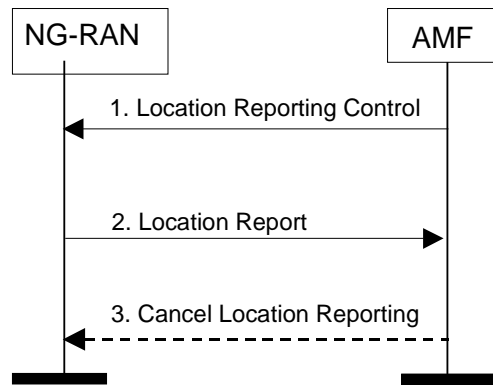 NG-RAN
AMF
1. Location Reporting Control
2. Location Report
3. Cancel Location Reporting